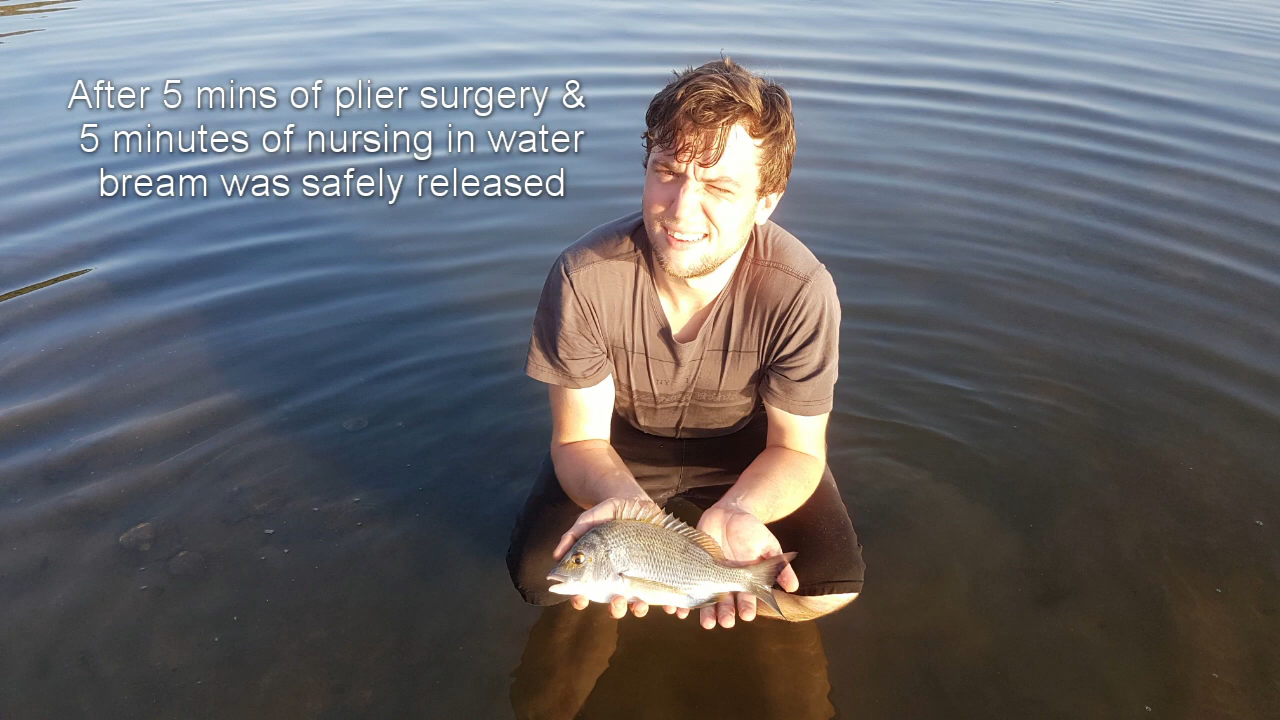 After 5 mins of plier surgery &
5 minutes of nursing in water
bream was safely released